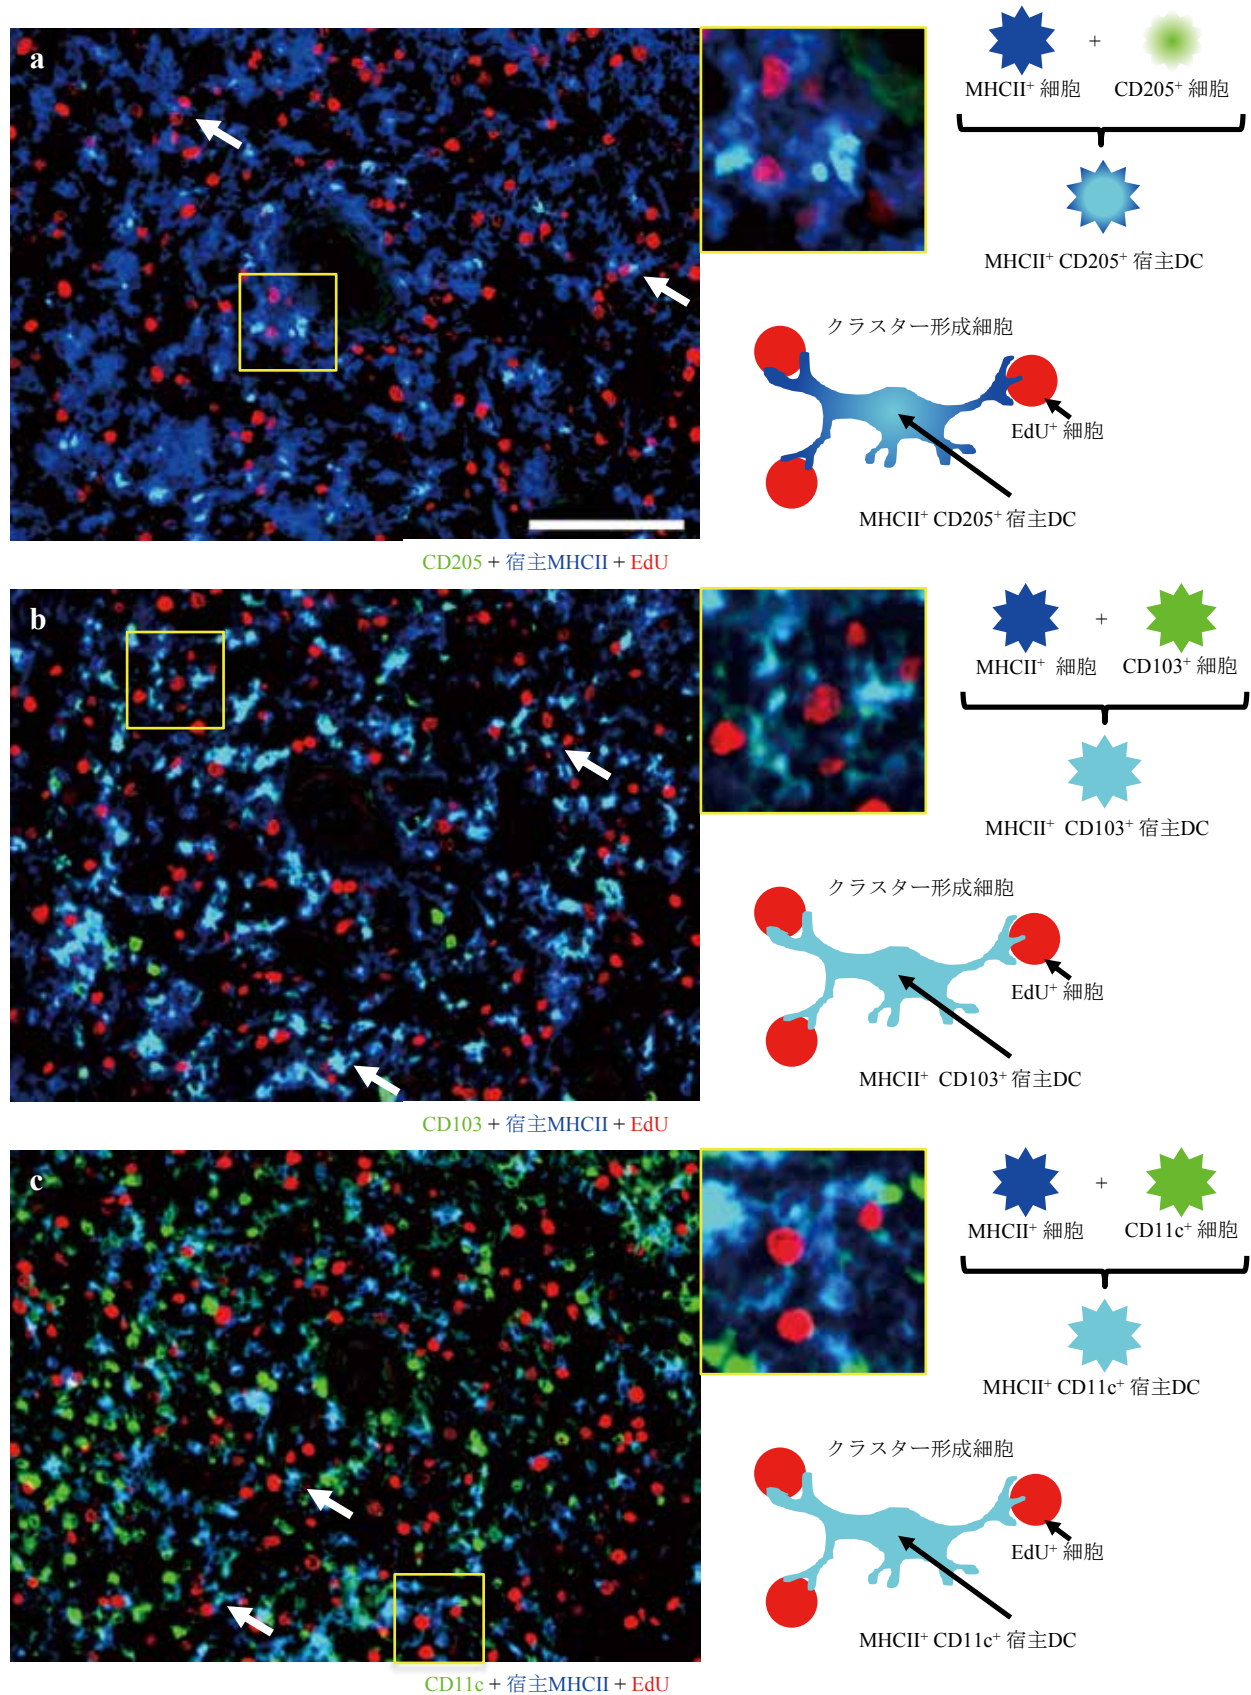 a
MHCII⁺ 細胞
+
CD205⁺ 細胞
MHCII⁺ CD205⁺ 宿主DC
クラスター形成細胞
EdU⁺ 細胞
MHCII⁺ CD205⁺ 宿主DC
CD205 + 宿主MHCII + EdU
b
MHCII⁺ 細胞
+
CD103⁺ 細胞
MHCII⁺ CD103⁺ 宿主DC
クラスター形成細胞
EdU⁺ 細胞
MHCII⁺ CD103⁺ 宿主DC
CD103 + 宿主MHCII + EdU
c
MHCII⁺ 細胞
+
CD11c⁺ 細胞
MHCII⁺ CD11c⁺ 宿主DC
クラスター形成細胞
EdU⁺ 細胞
MHCII⁺ CD11c⁺ 宿主DC
CD11c + 宿主MHCII + EdU